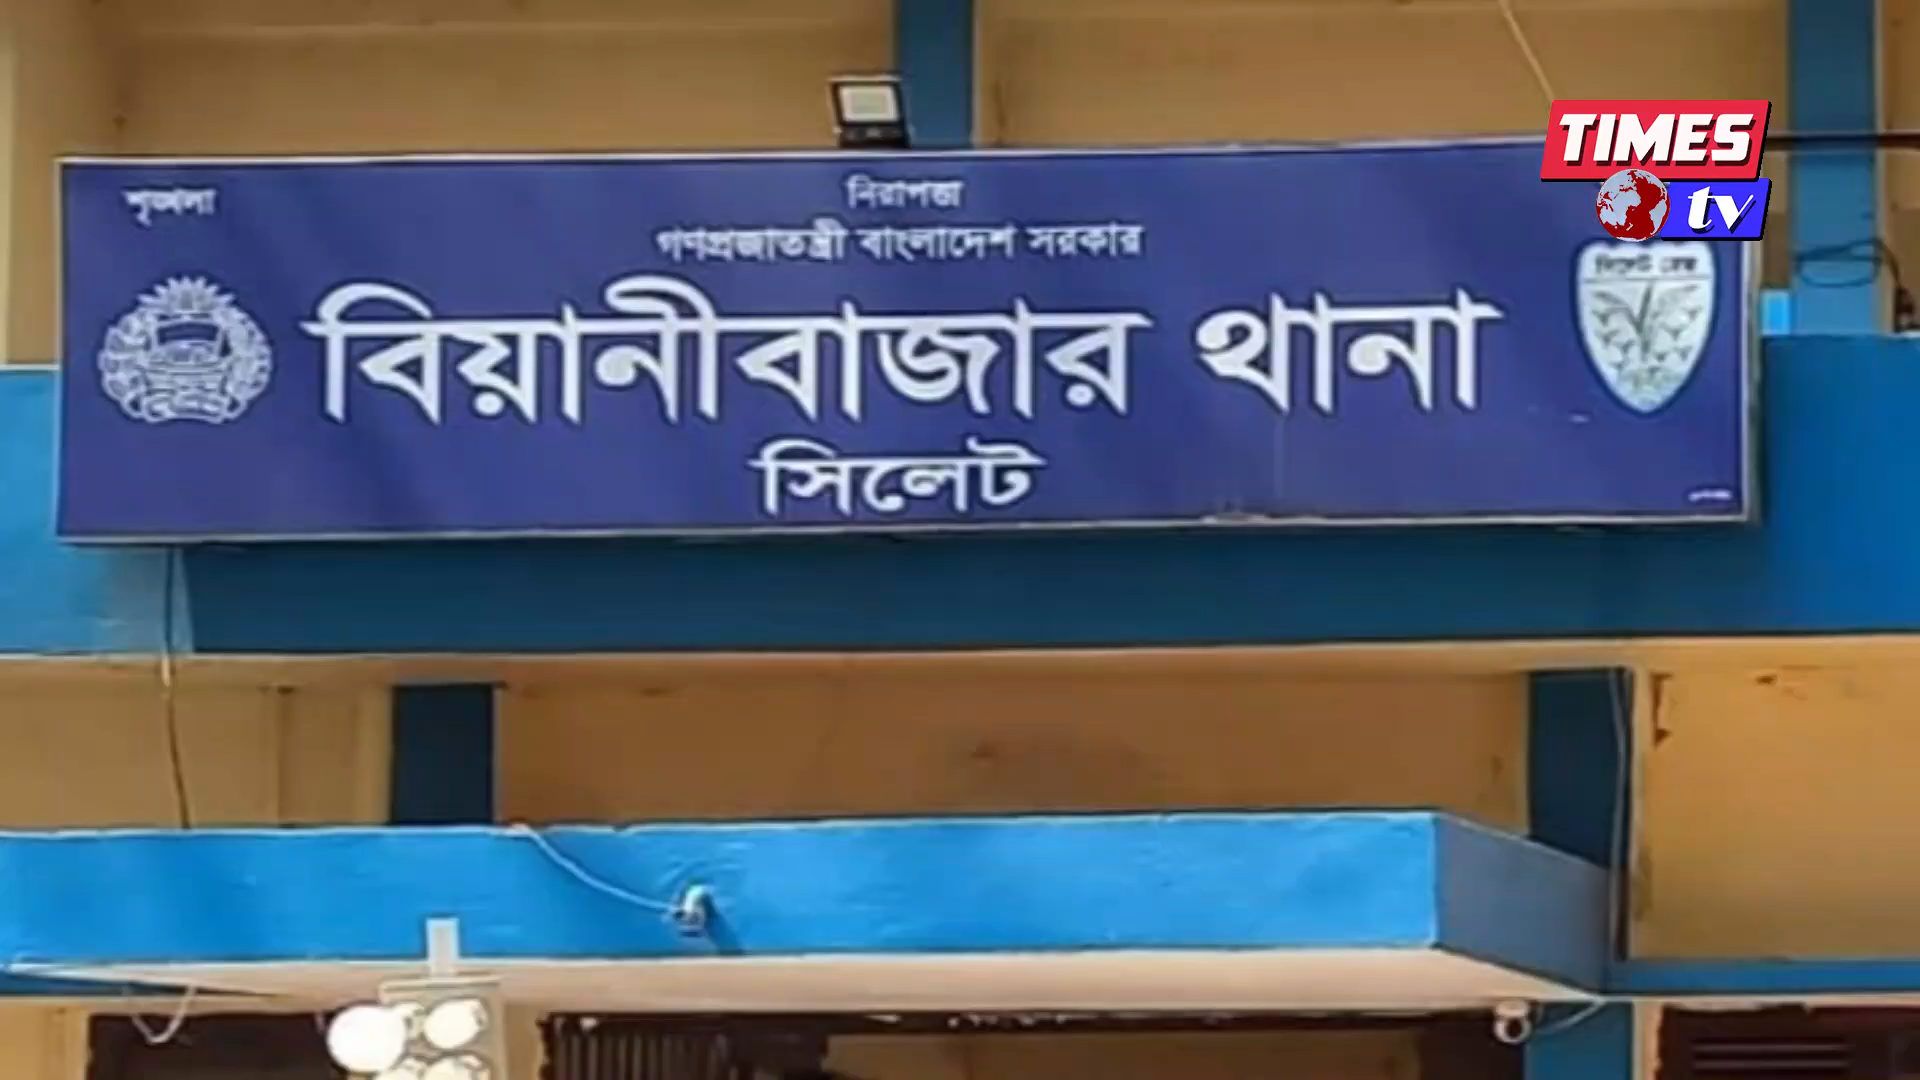 TIMES
tv
শৃঙ্খলা
নিরাপত্তা
গণপ্রজাতন্ত্রী বাংলাদেশ সরকার
বিয়ানীবাজার থানা
সিলেট
সিলেট রেঞ্জ